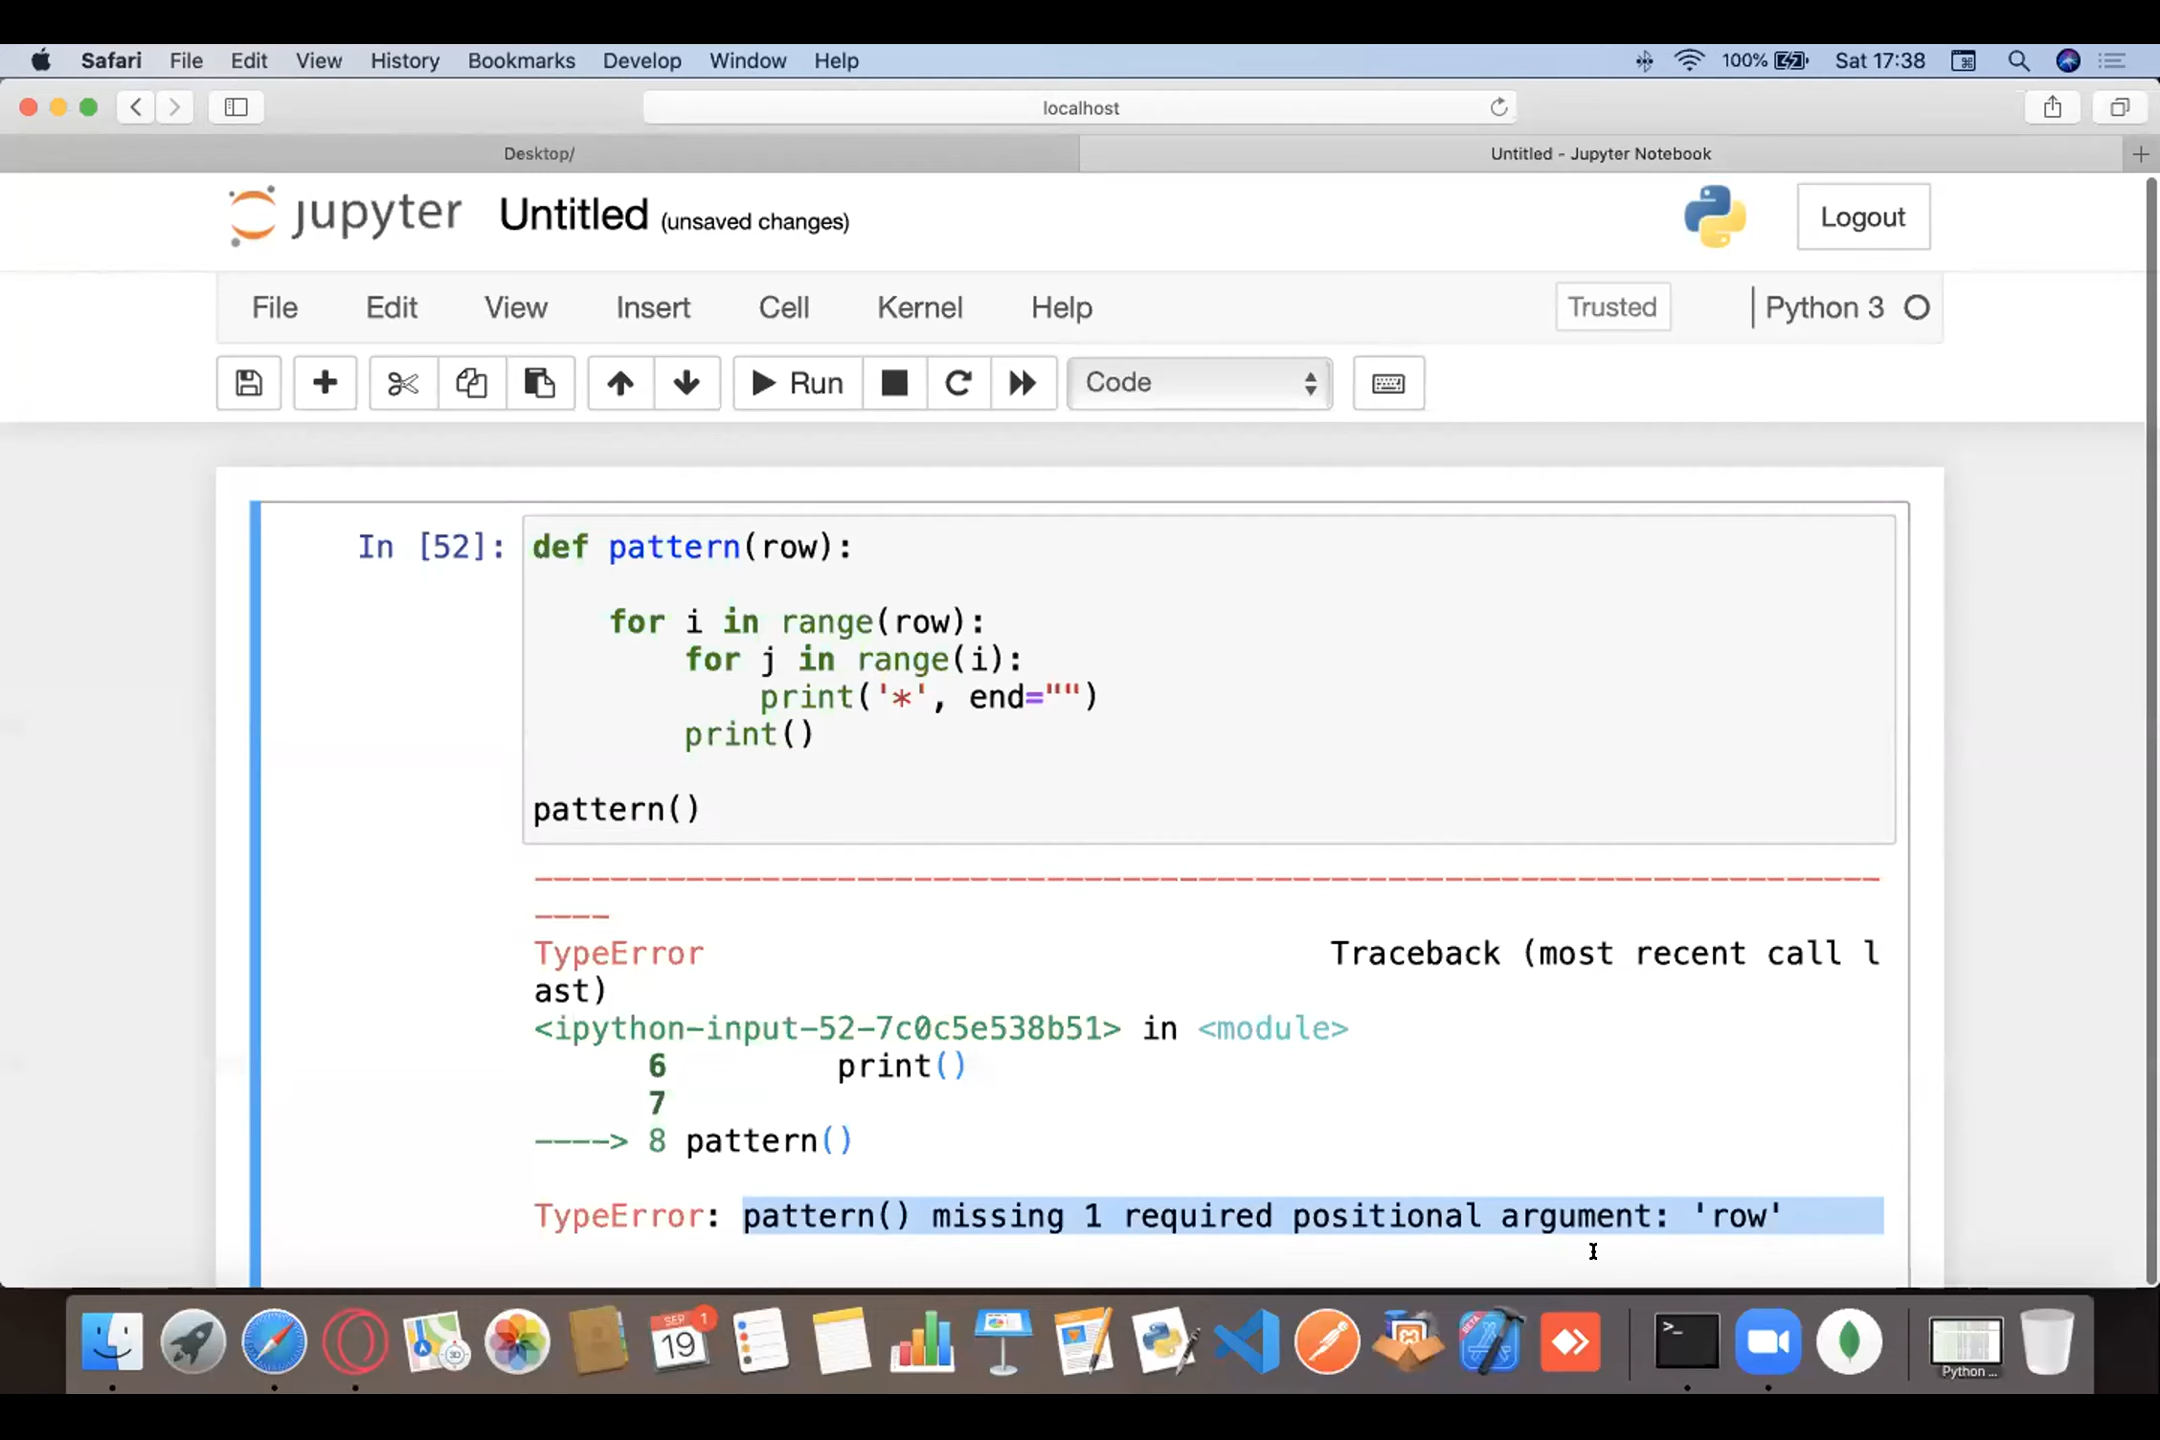 Safari File Edit View History Bookmarks Develop Window Help 100% Sat 17:38
localhost
Desktop/ Untitled - Jupyter Notebook
jupyter Untitled (unsaved changes) Logout
File Edit View Insert Cell Kernel Help Trusted Python 3
Run Code
In [52]: def pattern(row):
for i in range(row):
for j in range(i):
print('*', end="")
print()
pattern()
--------------------------------------------------------------------------
----
TypeError Traceback (most recent call l
ast)
<ipython-input-52-7c0c5e538b51> in <module>
6 print()
7
----> 8 pattern()
TypeError: pattern() missing 1 required positional argument: 'row'
SEP 1
19
3D
BETA
>_
Python ...